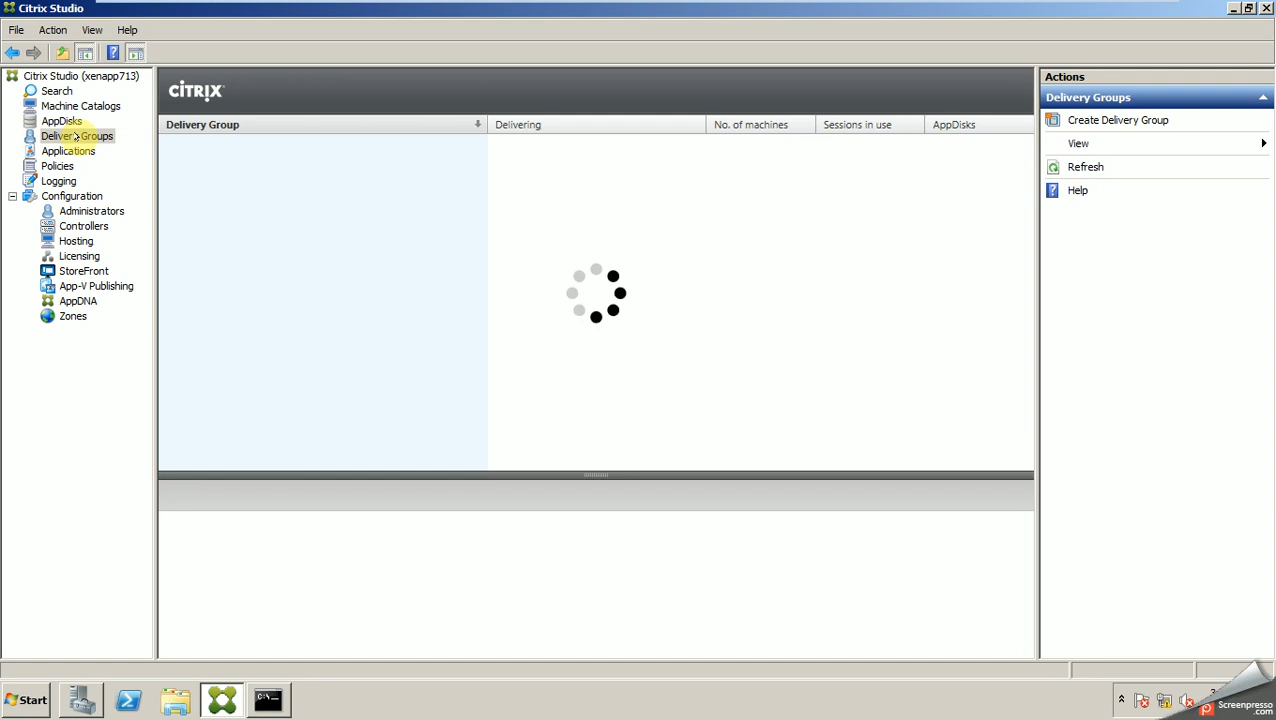 Citrix Studio
File Action View Help
Citrix Studio (xenapp713)
Search
Machine Catalogs
AppDisks
Delivery Groups
Applications
Policies
Logging
Configuration
Administrators
Controllers
Hosting
Licensing
StoreFront
App-V Publishing
AppDNA
Zones
CITRIX
Delivery Group Delivering No. of machines Sessions in use AppDisks
Actions
Delivery Groups
Create Delivery Group
View
Refresh
Help
Start
C:\
Screenpresso
.com